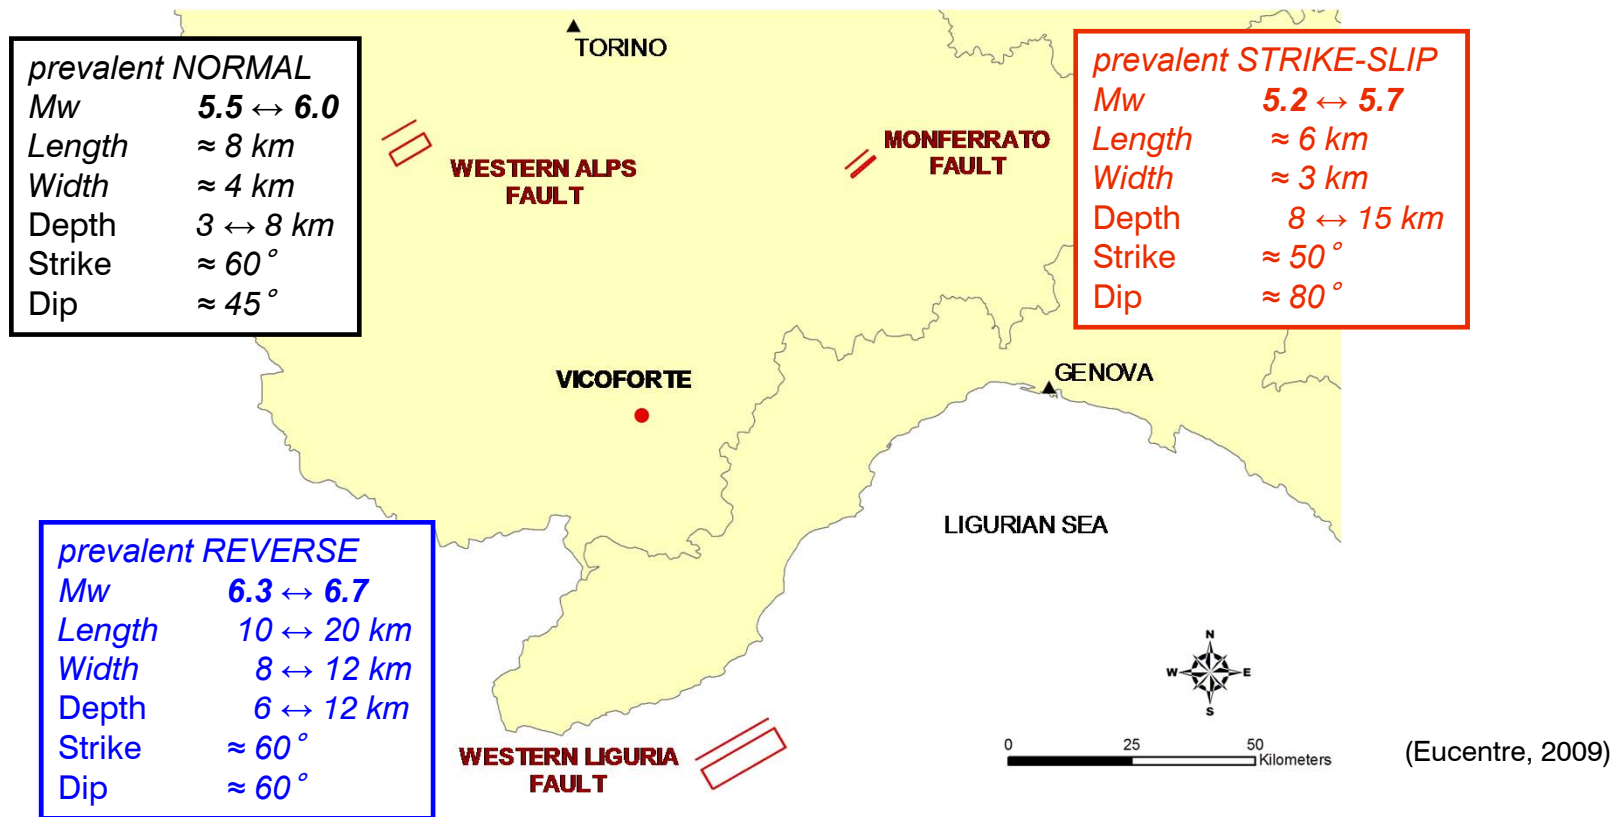 TORINO
prevalent NORMAL
Mw 5.5 ↔ 6.0
Length ≈ 8 km
Width ≈ 4 km
Depth 3 ↔ 8 km
Strike ≈ 60°
Dip ≈ 45°
WESTERN ALPS
FAULT
MONFERRATO
FAULT
prevalent STRIKE-SLIP
Mw 5.2 ↔ 5.7
Length ≈ 6 km
Width ≈ 3 km
Depth 8 ↔ 15 km
Strike ≈ 50°
Dip ≈ 80°
VICOFORTE
GENOVA
LIGURIAN SEA
prevalent REVERSE
Mw 6.3 ↔ 6.7
Length 10 ↔ 20 km
Width 8 ↔ 12 km
Depth 6 ↔ 12 km
Strike ≈ 60°
Dip ≈ 60°
WESTERN LIGURIA
FAULT
N
W E
S
0 25 50
Kilometers
(Eucentre, 2009)